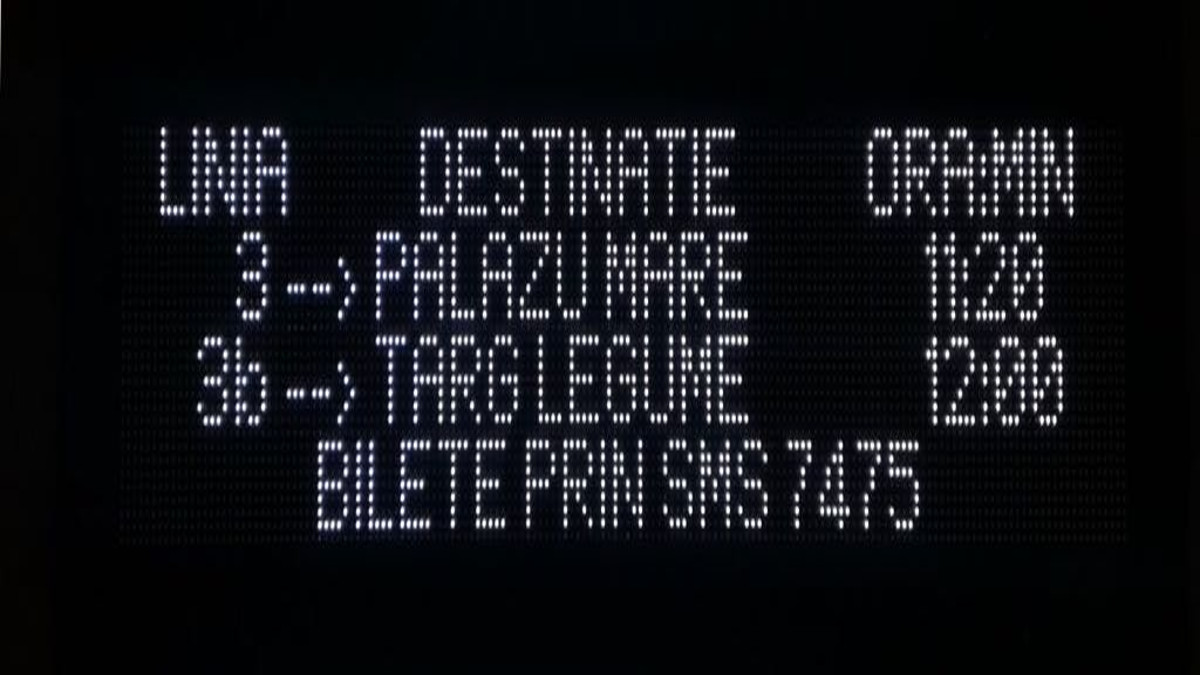 LINIA DESTINATIE ORA:MIN
3 --> PALAZU MARE 11:20
3b --> TARG LEGUME 12:00
BILETE PRIN SMS 7475